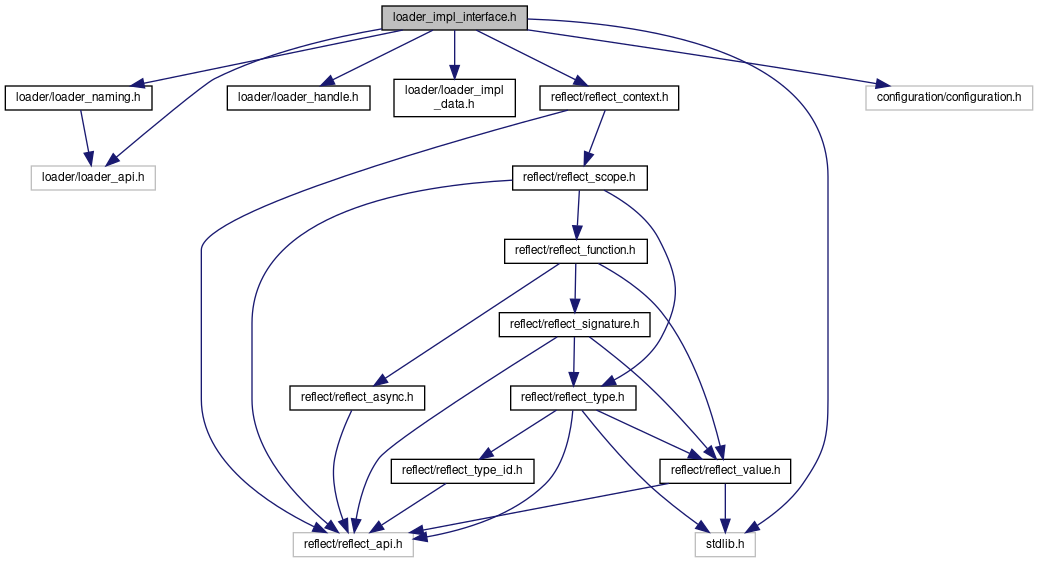 loader_impl_interface.h
loader/loader_naming.h
loader/loader_handle.h
loader/loader_impl
_data.h
reflect/reflect_context.h
configuration/configuration.h
loader/loader_api.h
reflect/reflect_scope.h
reflect/reflect_function.h
reflect/reflect_signature.h
reflect/reflect_async.h
reflect/reflect_type.h
reflect/reflect_type_id.h
reflect/reflect_value.h
reflect/reflect_api.h
stdlib.h